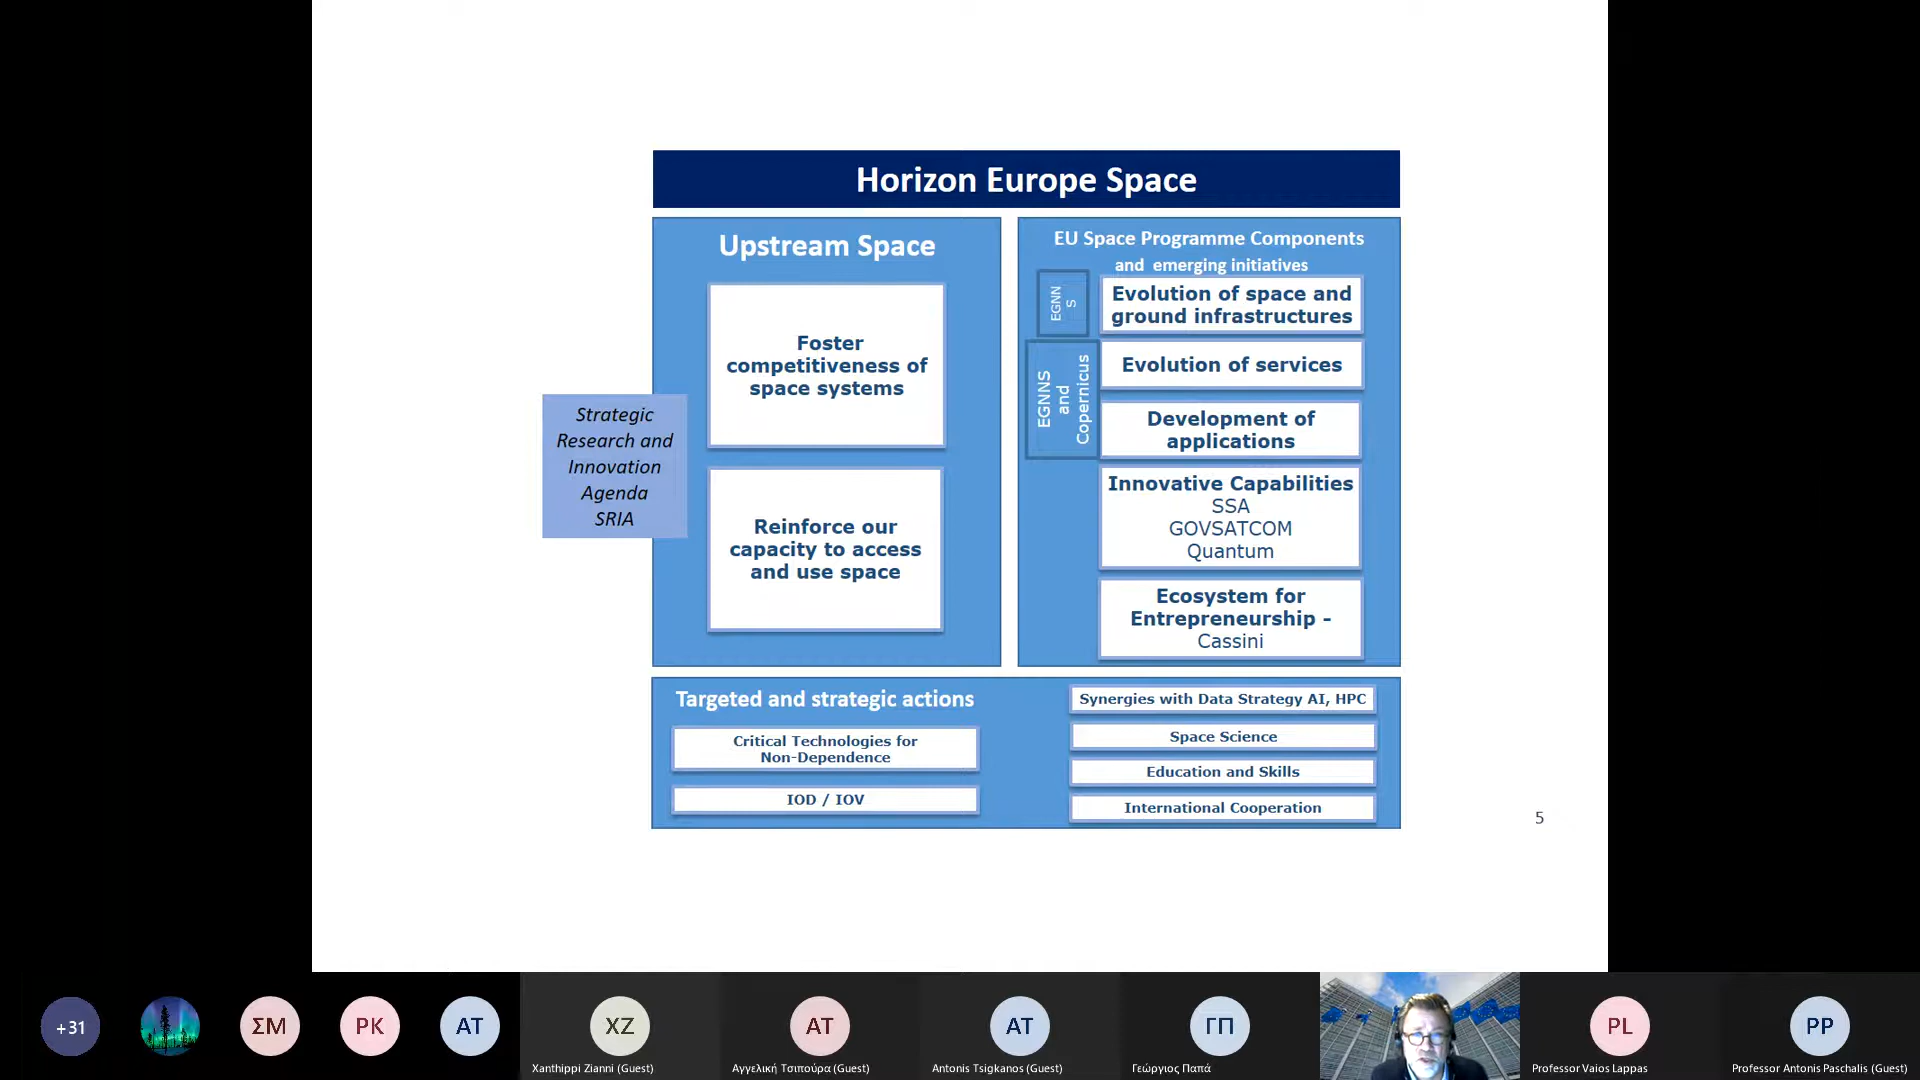 Horizon Europe Space
Upstream Space
Foster
competitiveness of
space systems
Reinforce our
capacity to access
and use space
Strategic
Research and
Innovation
Agenda
SRIA
EU Space Programme Components
and emerging initiatives
EGNN
S
Evolution of space and
ground infrastructures
EGNNS
and
Copernicus
Evolution of services
Development of
applications
Innovative Capabilities
SSA
GOVSATCOM
Quantum
Ecosystem for
Entrepreneurship -
Cassini
Targeted and strategic actions
Critical Technologies for
Non-Dependence
IOD / IOV
Synergies with Data Strategy AI, HPC
Space Science
Education and Skills
International Cooperation
5
+31
ΣΜ
PK
AT
XZ
Xanthippi Zianni (Guest)
ΑΤ
Αγγελική Τσιπούρα (Guest)
AT
Antonis Tsigkanos (Guest)
ΓΠ
Γεώργιος Παπά
PL
Professor Vaios Lappas
PP
Professor Antonis Paschalis (Guest)